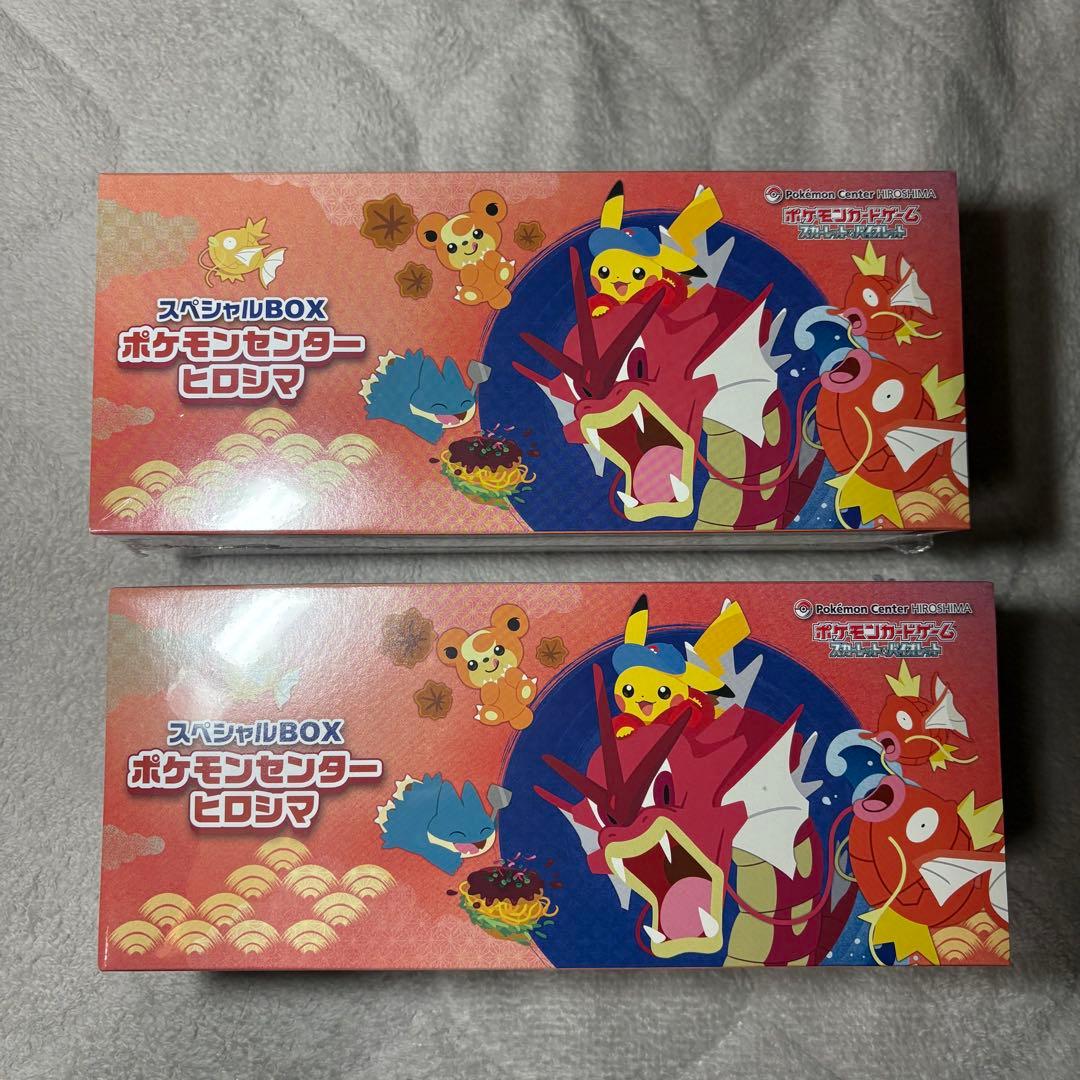 Pokémon Center HIROSHIMA
ポケモンカードゲーム
スカーレット&バイオレット
スペシャルBOX
ポケモンセンター
ヒロシマ
Pokémon Center HIROSHIMA
ポケモンカードゲーム
スカーレット&バイオレット
スペシャルBOX
ポケモンセンター
ヒロシマ